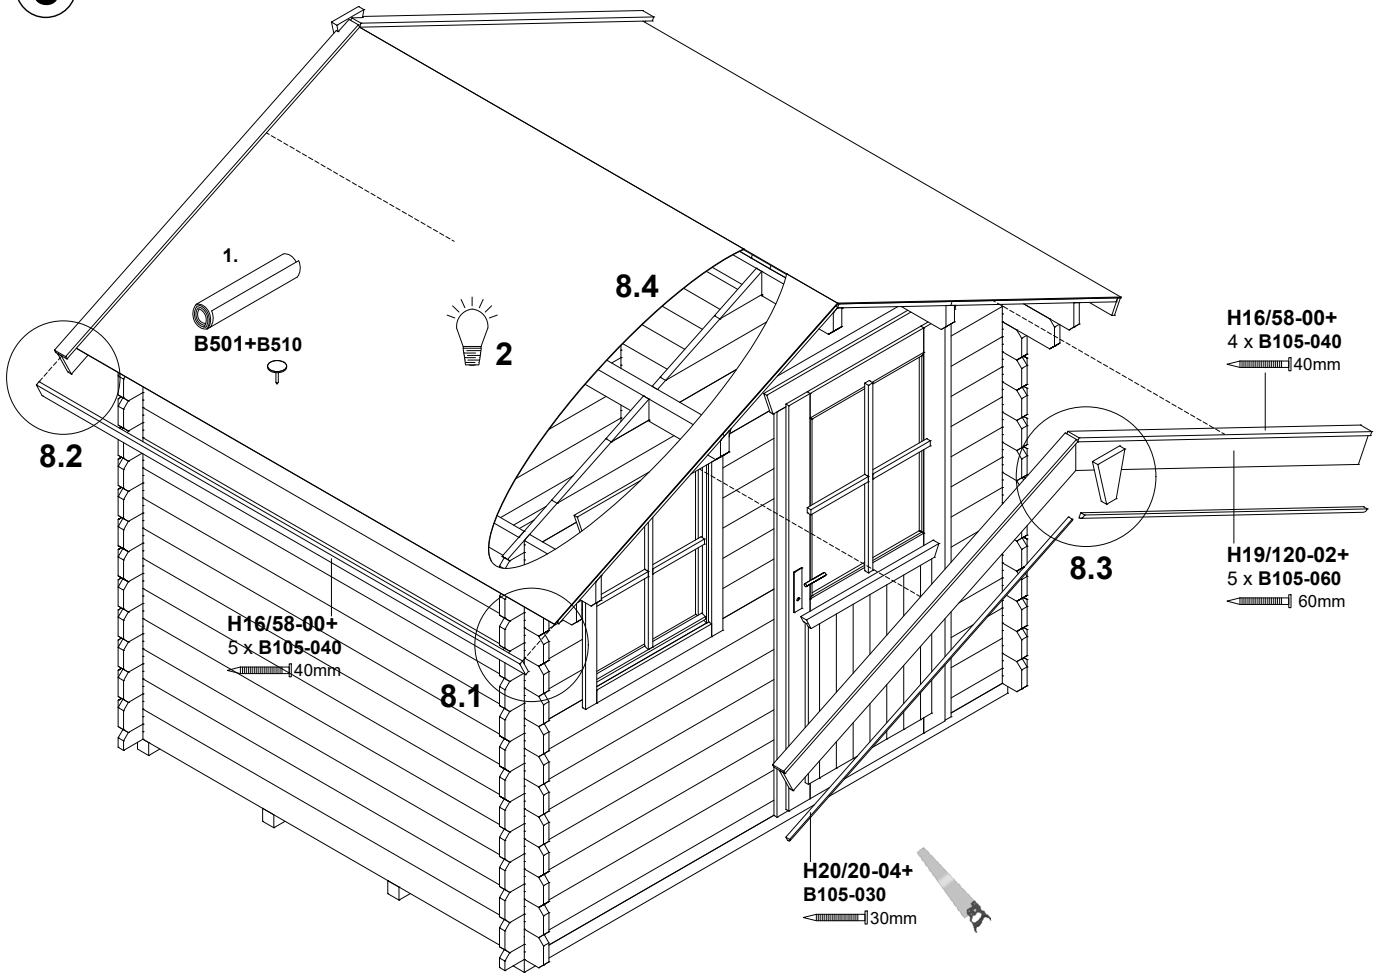 1.
B501+B510
2
8.4
H16/58-00+
4 x B105-040
40mm
8.2
8.3
H19/120-02+
5 x B105-060
60mm
H16/58-00+
5 x B105-040
40mm
8.1
H20/20-04+
B105-030
30mm